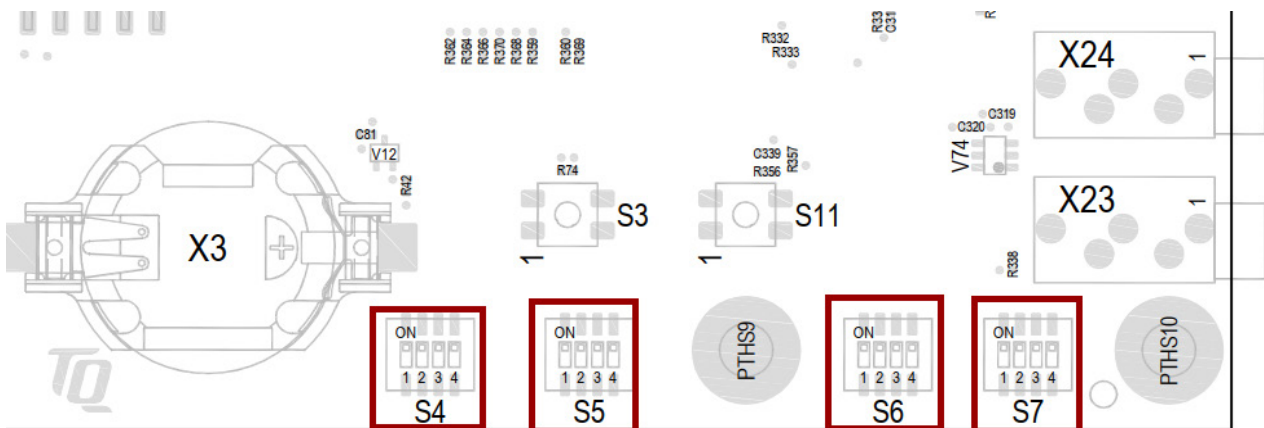 R362
R364
R366
R370
R368
R359
R360
R369
R332
R333
R33
C31
R
X24
1
C81
V12
R42
R74
C339
R356
R357
C319
C320
V74
X3
S3
1
S11
1
X23
1
R338
ON
1 2 3 4
S4
ON
1 2 3 4
S5
PTHS9
ON
1 2 3 4
S6
ON
1 2 3 4
S7
PTHS10
TQ